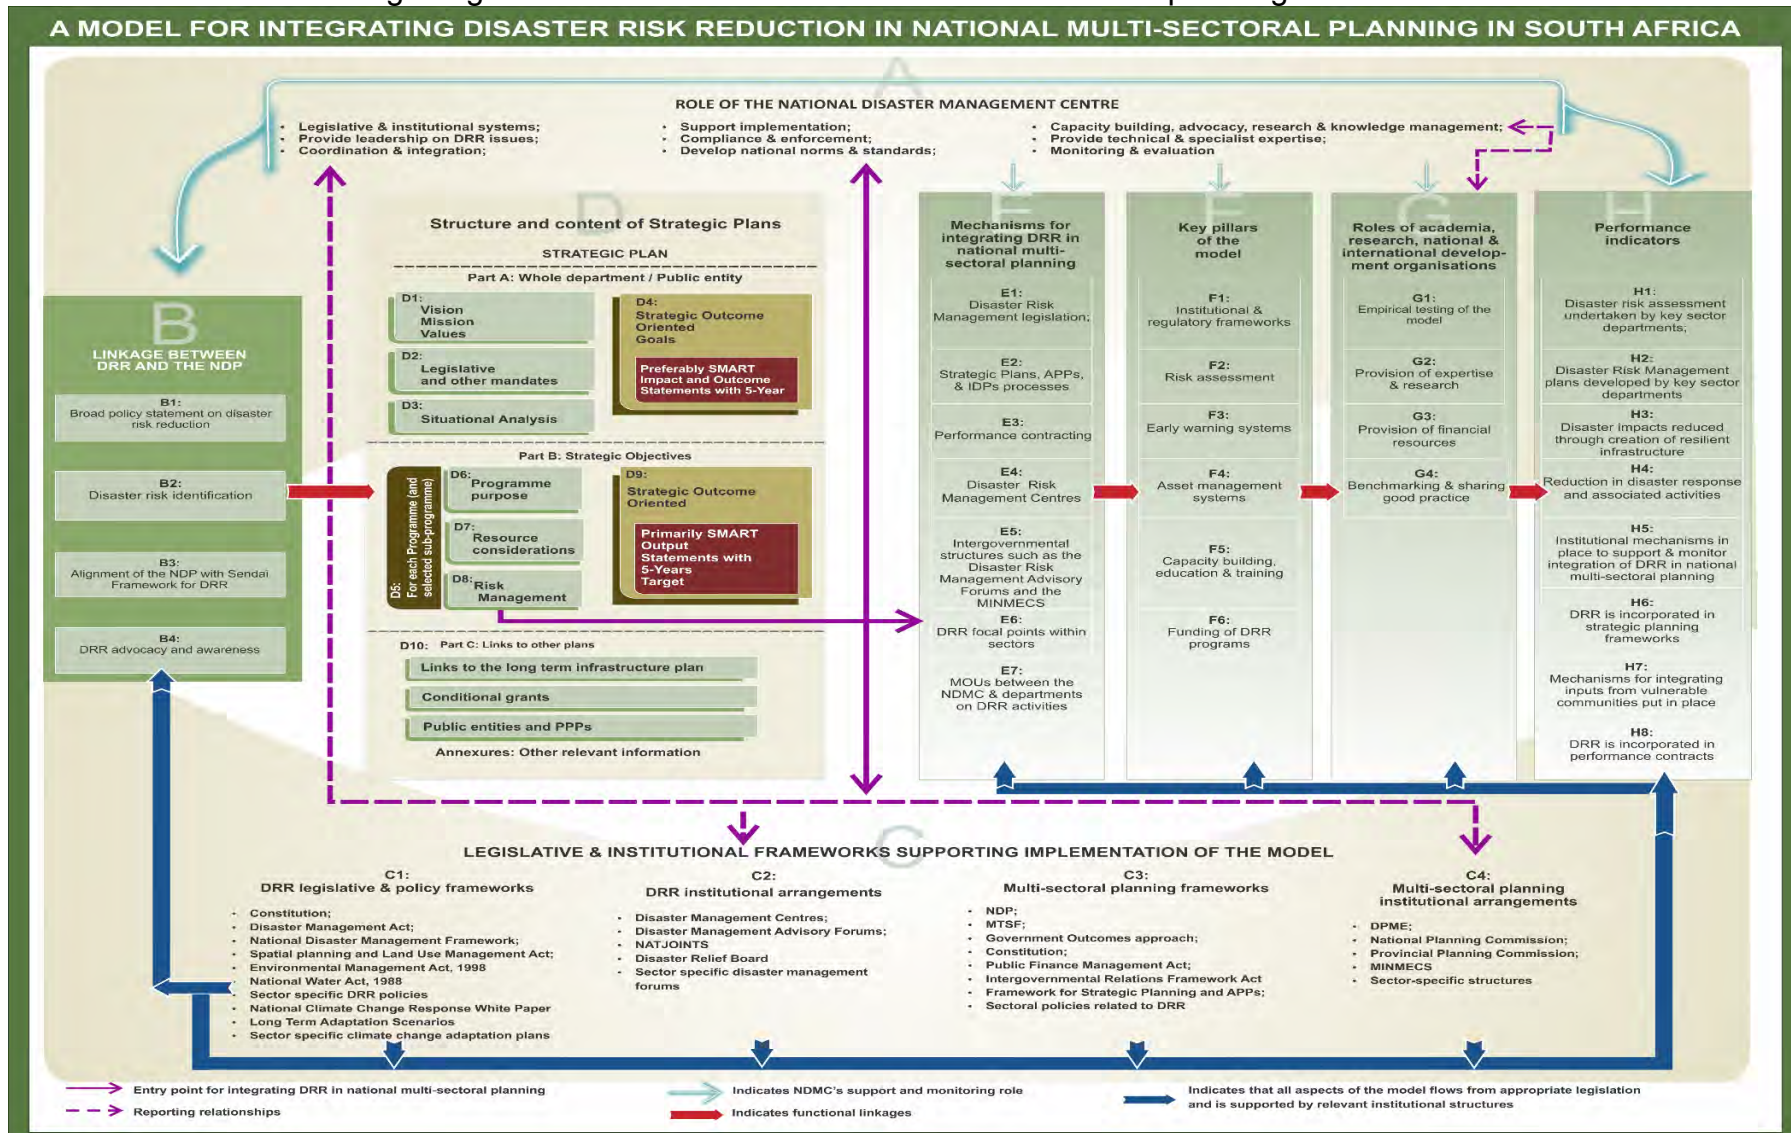 A MODEL FOR INTEGRATING DISASTER RISK REDUCTION IN NATIONAL MULTI-SECTORAL PLANNING IN SOUTH AFRICA
A
ROLE OF THE NATIONAL DISASTER MANAGEMENT CENTRE
• Legislative & institutional systems;
• Provide leadership on DRR issues;
• Coordination & integration;
• Support implementation;
• Compliance & enforcement;
• Develop national norms & standards;
• Capacity building, advocacy, research & knowledge management;
• Provide technical & specialist expertise;
• Monitoring & evaluation
B
LINKAGE BETWEEN
DRR AND THE NDP
B1:
Broad policy statement on disaster
risk reduction
B2:
Disaster risk identification
B3:
Alignment of the NDP with Sendai
Framework for DRR
B4:
DRR advocacy and awareness
D
Structure and content of Strategic Plans
STRATEGIC PLAN
Part A: Whole department / Public entity
D1:
Vision
Mission
Values
D2:
Legislative
and other mandates
D3:
Situational Analysis
D4:
Strategic Outcome
Oriented
Goals
Preferably SMART
Impact and Outcome
Statements with 5-Year
Part B: Strategic Objectives
D5:
For each Programme (and
selected sub-programme)
D6:
Programme
purpose
D7:
Resource
considerations
D8:
Risk
Management
D9:
Strategic Outcome
Oriented
Primarily SMART
Output
Statements with
5-Years
Target
D10: Part C: Links to other plans
Links to the long term infrastructure plan
Conditional grants
Public entities and PPPs
Annexures: Other relevant information
E
Mechanisms for
integrating DRR in
national multi-
sectoral planning
E1:
Disaster Risk
Management legislation;
E2:
Strategic Plans, APPs,
& IDPs processes
E3:
Performance contracting
E4:
Disaster Risk
Management Centres
E5:
Intergovernmental
structures such as the
Disaster Risk
Management Advisory
Forums and the
MINMECS
E6:
DRR focal points within
sectors
E7:
MOUs between the
NDMC & departments
on DRR activities
F
Key pillars
of the
model
F1:
Institutional &
regulatory frameworks
F2:
Risk assessment
F3:
Early warning systems
F4:
Asset management
systems
F5:
Capacity building,
education & training
F6:
Funding of DRR
programs
G
Roles of academia,
research, national &
international develop-
ment organisations
G1:
Empirical testing of the
model
G2:
Provision of expertise
& research
G3:
Provision of financial
resources
G4:
Benchmarking & sharing
good practice
H
Performance
indicators
H1:
Disaster risk assessment
undertaken by key sector
departments;
H2:
Disaster Risk Management
plans developed by key sector
departments
H3:
Disaster impacts reduced
through creation of resilient
infrastructure
H4:
Reduction in disaster response
and associated activities
H5:
Institutional mechanisms in
place to support & monitor
integration of DRR in national
multi-sectoral planning
H6:
DRR is incorporated in
strategic planning
frameworks
H7:
Mechanisms for integrating
inputs from vulnerable
communities put in place
H8:
DRR is incorporated in
performance contracts
C
LEGISLATIVE & INSTITUTIONAL FRAMEWORKS SUPPORTING IMPLEMENTATION OF THE MODEL
C1:
DRR legislative & policy frameworks
• Constitution;
• Disaster Management Act;
• National Disaster Management Framework;
• Spatial planning and Land Use Management Act;
• Environmental Management Act, 1998
• National Water Act, 1988
• Sector specific DRR policies
• National Climate Change Response White Paper
• Long Term Adaptation Scenarios
• Sector specific climate change adaptation plans
C2:
DRR institutional arrangements
• Disaster Management Centres;
• Disaster Management Advisory Forums;
• NATJOINTS
• Disaster Relief Board
• Sector specific disaster management
forums
C3:
Multi-sectoral planning frameworks
• NDP;
• MTSF;
• Government Outcomes approach;
• Constitution;
• Public Finance Management Act;
• Intergovernmental Relations Framework Act
• Framework for Strategic Planning and APPs;
• Sectoral policies related to DRR
C4:
Multi-sectoral planning
institutional arrangements
• DPME;
• National Planning Commission;
• Provincial Planning Commission;
• MINMECS
• Sector-specific structures
Entry point for integrating DRR in national multi-sectoral planning
Reporting relationships
Indicates NDMC's support and monitoring role
Indicates functional linkages
Indicates that all aspects of the model flows from appropriate legislation
and is supported by relevant institutional structures